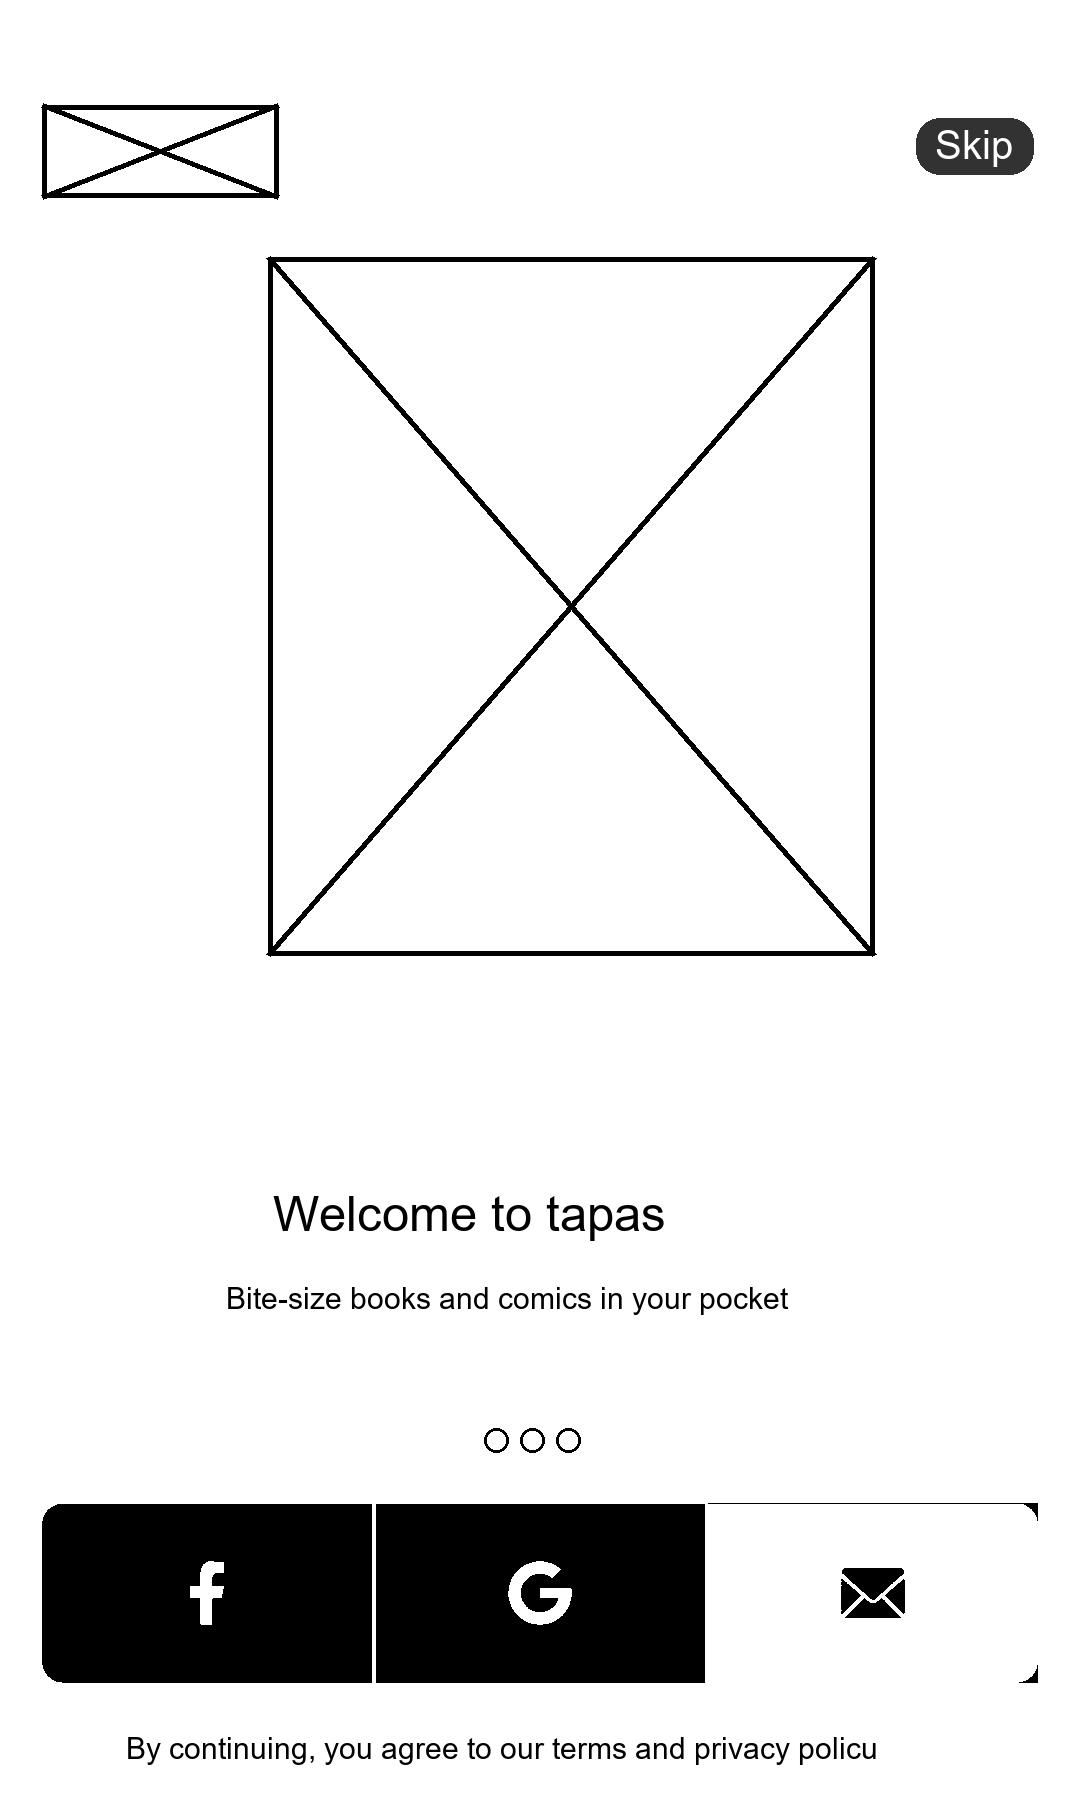 Skip
Welcome to tapas
Bite-size books and comics in your pocket
By continuing, you agree to our terms and privacy policu